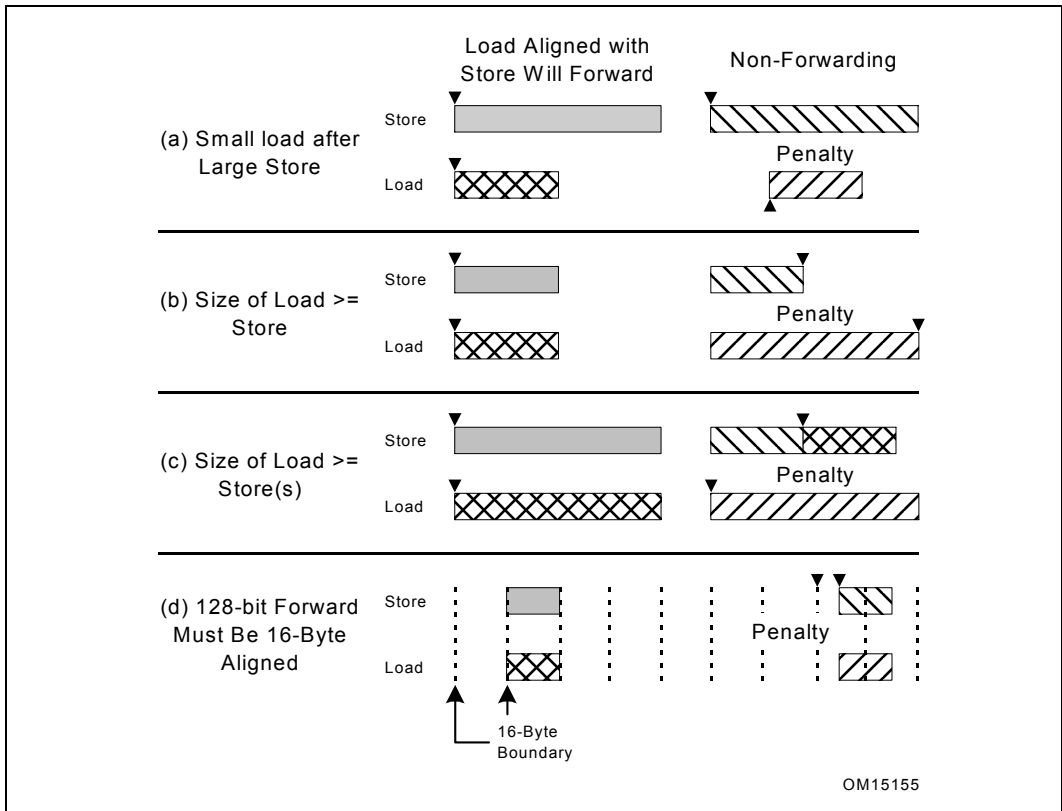 Load Aligned with
Store Will Forward
Non-Forwarding
(a) Small load after
Large Store
Store
Load
Penalty
(b) Size of Load >=
Store
Store
Load
Penalty
(c) Size of Load >=
Store(s)
Store
Load
Penalty
(d) 128-bit Forward
Must Be 16-Byte
Aligned
Store
Load
Penalty
16-Byte
Boundary
OM15155